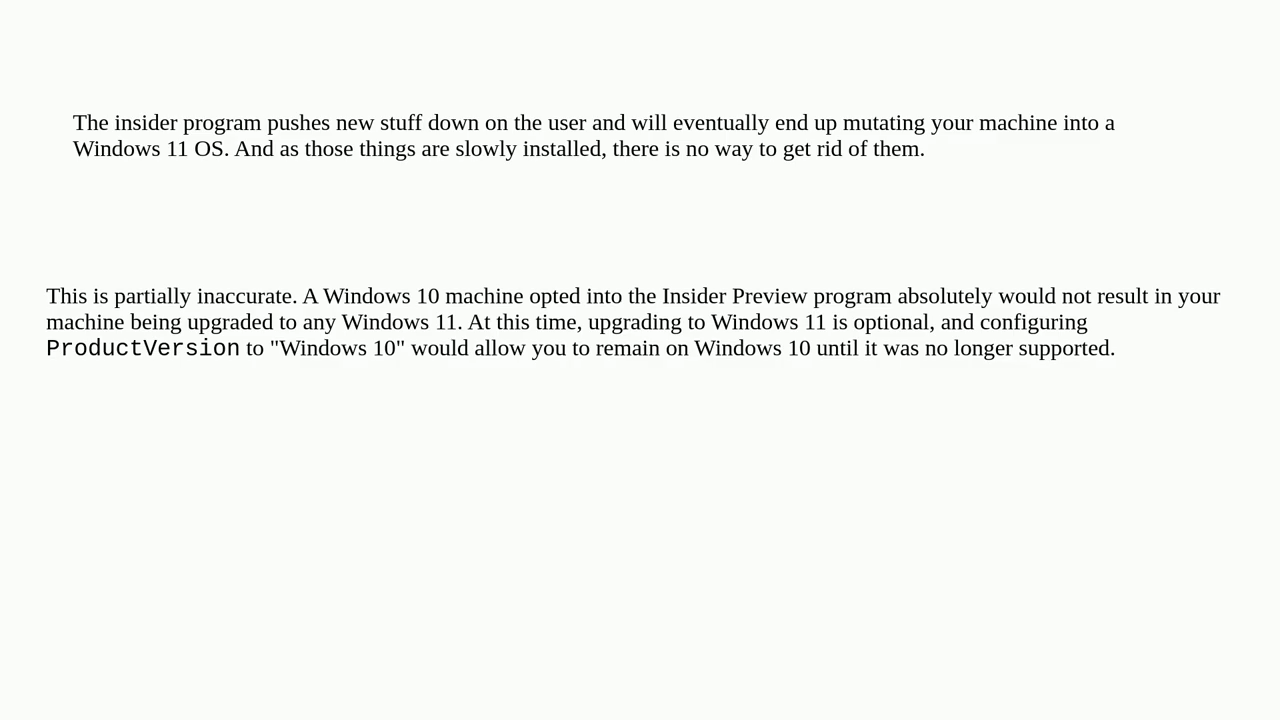 The insider program pushes new stuff down on the user and will eventually end up mutating your machine into a
Windows 11 OS. And as those things are slowly installed, there is no way to get rid of them.
This is partially inaccurate. A Windows 10 machine opted into the Insider Preview program absolutely would not result in your
machine being upgraded to any Windows 11. At this time, upgrading to Windows 11 is optional, and configuring
ProductVersion to "Windows 10" would allow you to remain on Windows 10 until it was no longer supported.